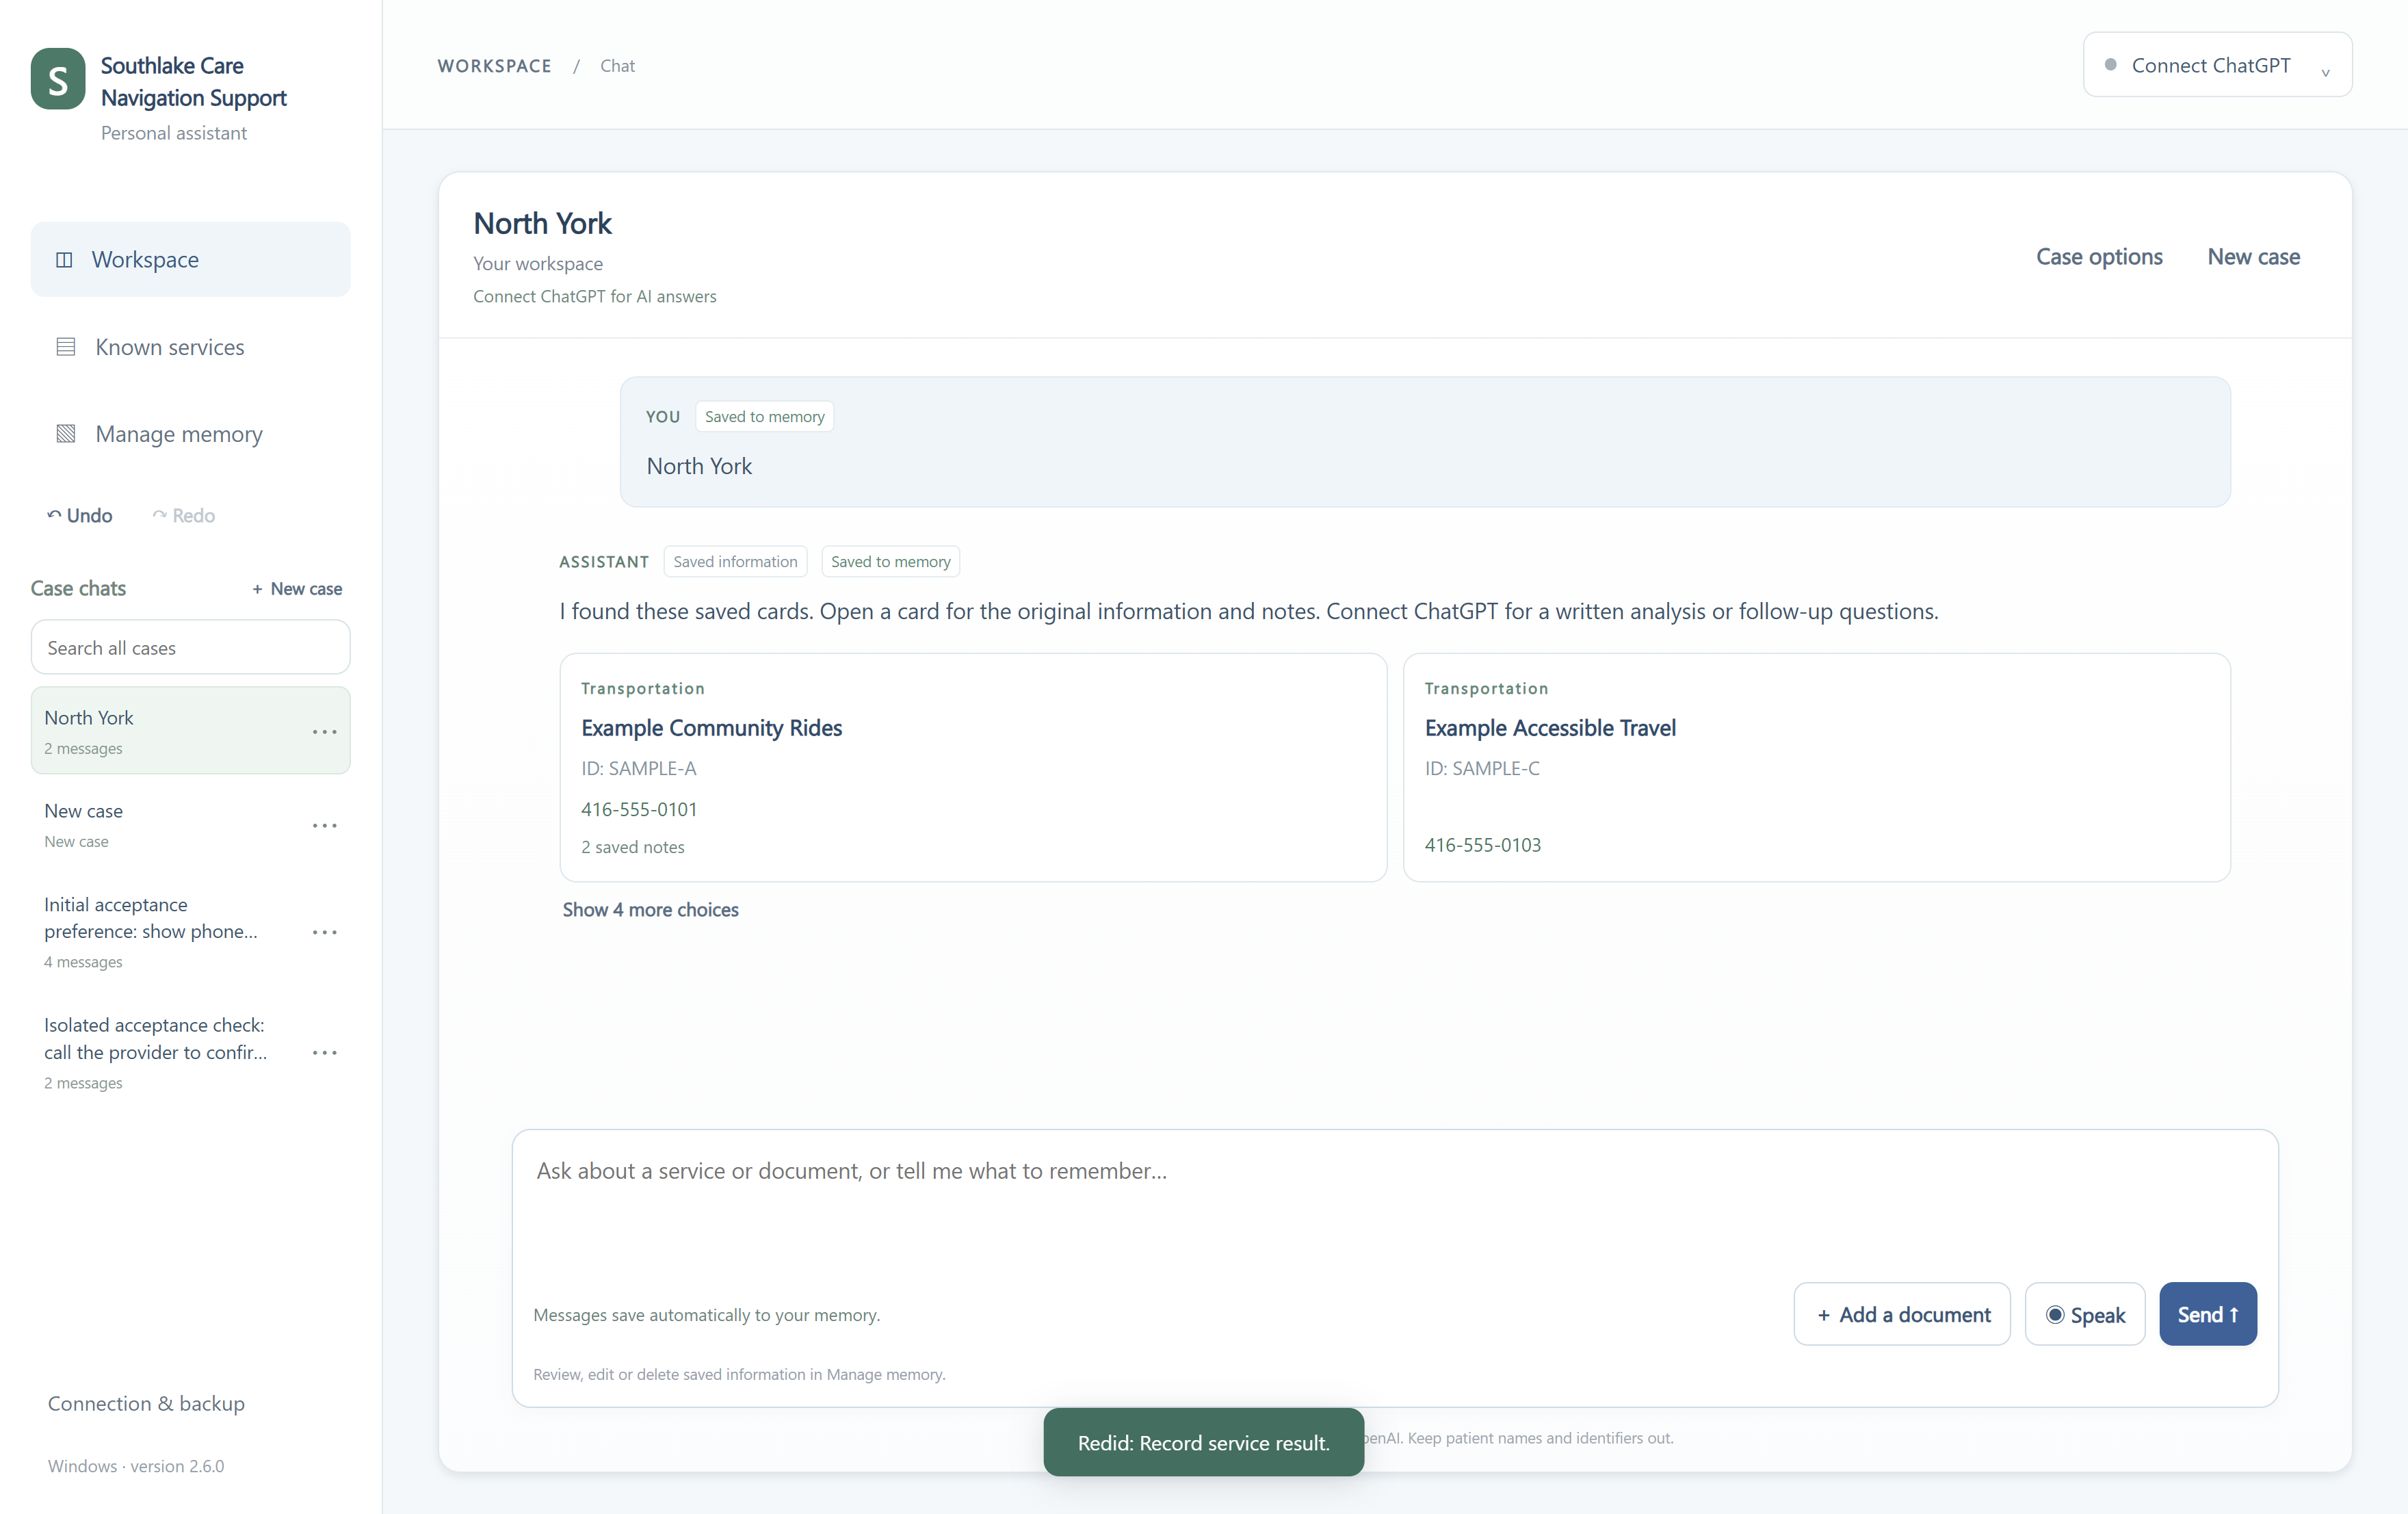 S
Southlake Care
Navigation Support
Personal assistant
Workspace
Known services
Manage memory
↶ Undo
↷ Redo
Case chats
+ New case
Search all cases
North York
2 messages
...
New case
New case
...
Initial acceptance
preference: show phone...
4 messages
...
Isolated acceptance check:
call the provider to confir...
2 messages
...
Connection & backup
Windows · version 2.6.0
WORKSPACE / Chat
Connect ChatGPT v
North York
Your workspace
Connect ChatGPT for AI answers
Case options
New case
YOU Saved to memory
North York
ASSISTANT Saved information Saved to memory
I found these saved cards. Open a card for the original information and notes. Connect ChatGPT for a written analysis or follow-up questions.
Transportation
Example Community Rides
ID: SAMPLE-A
416-555-0101
2 saved notes
Transportation
Example Accessible Travel
ID: SAMPLE-C
416-555-0103
Show 4 more choices
Ask about a service or document, or tell me what to remember...
Messages save automatically to your memory.
+ Add a document
Speak
Send ↑
Review, edit or delete saved information in Manage memory.
Redid: Record service result.
Keep patient names and identifiers out.